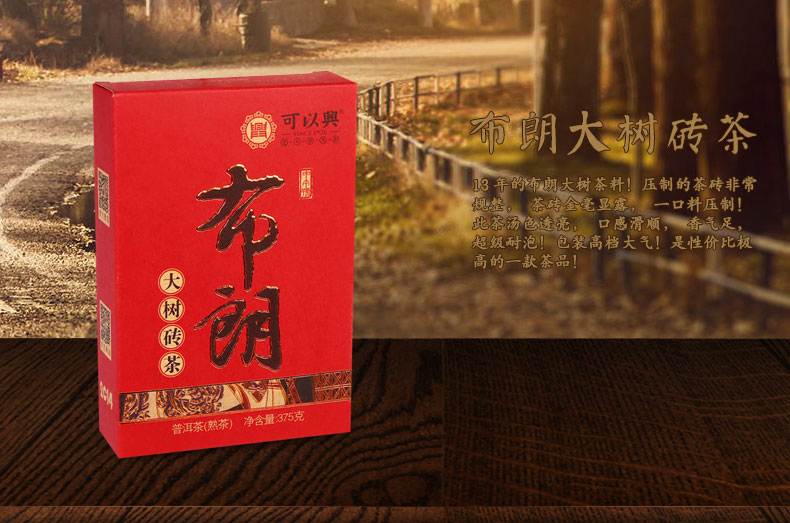 可以興®
SINCE 1926
布朗
大树砖茶
2014
普洱茶(熟茶) 净含量:375克
布朗大树砖茶
13年的布朗大树茶料！压制的茶砖非常
规整， 茶砖金毫显露， 一口料压制！
此茶汤色透亮， 口感滑顺， 香气足，
超级耐泡！包装高档大气！是性价比极
高的一款茶品！